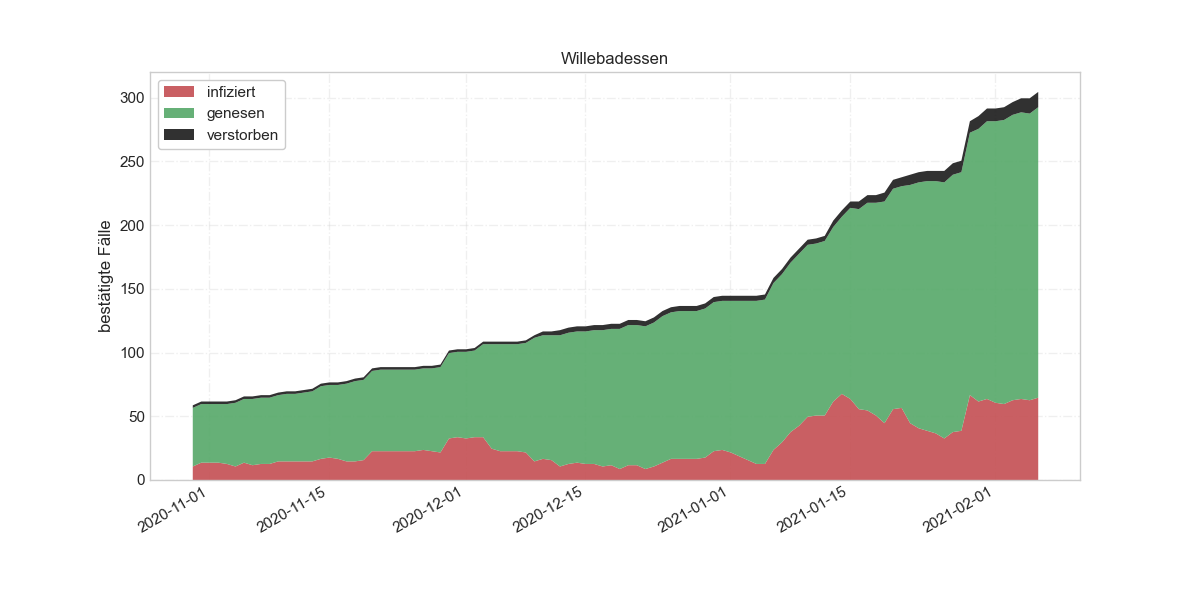 Willebadessen
infiziert
genesen
verstorben
bestätigte Fälle
300
250
200
150
100
50
0
2020-11-01
2020-11-15
2020-12-01
2020-12-15
2021-01-01
2021-01-15
2021-02-01